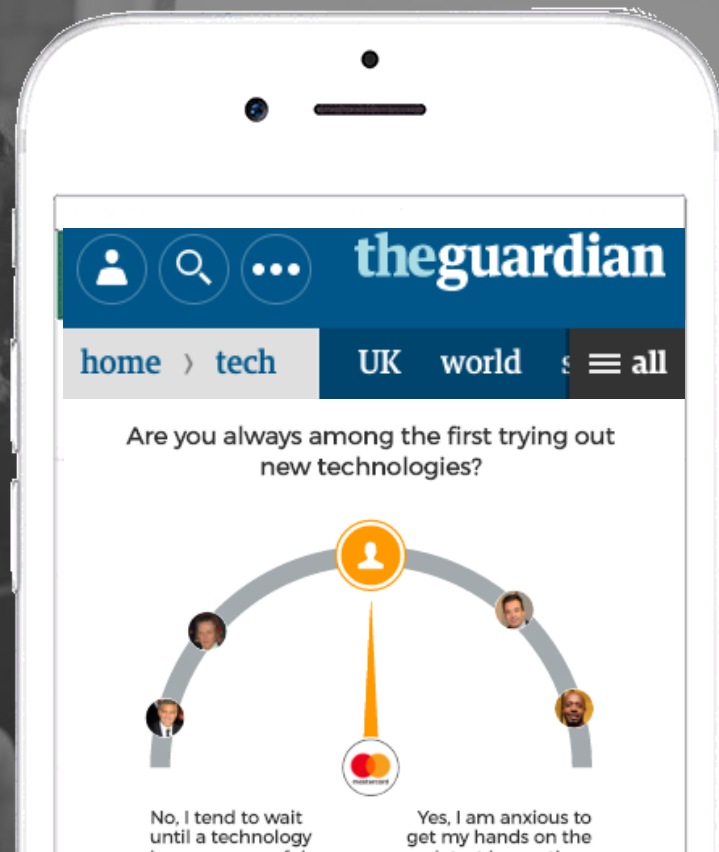 theguardian
home › tech UK world s all
Are you always among the first trying out
new technologies?
mastercard
No, I tend to wait
until a technology
Yes, I am anxious to
get my hands on the